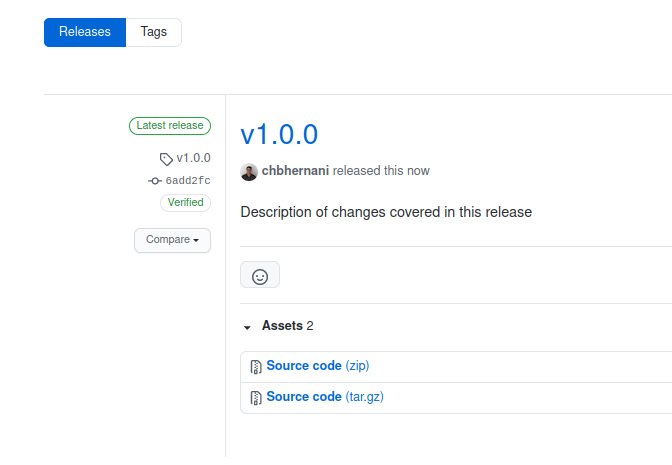 Releases Tags
Latest release
v1.0.0
6add2fc
Verified
Compare
v1.0.0
chbhernani released this now
Description of changes covered in this release
Assets 2
Source code (zip)
Source code (tar.gz)